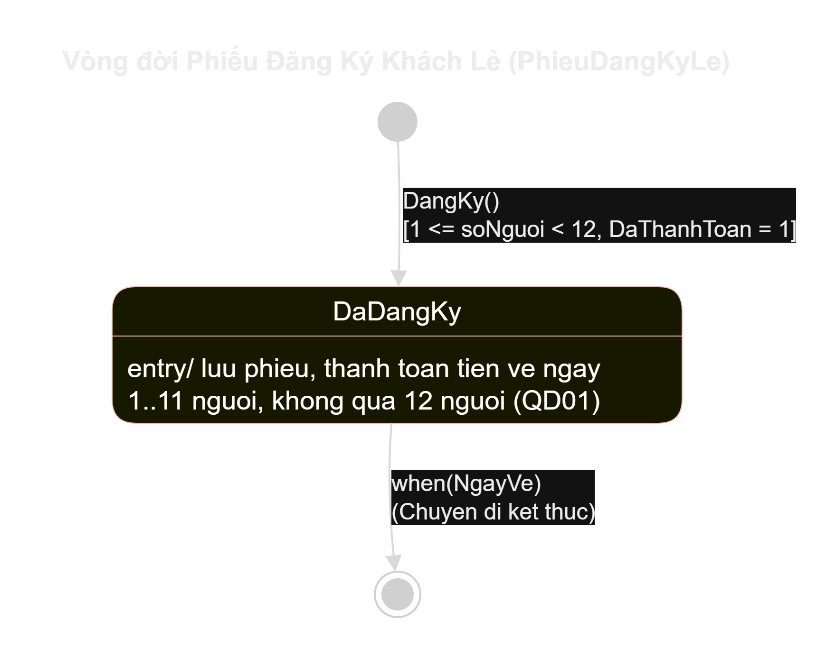 Vòng đời Phiếu Đăng Ký Khách Lẻ (PhieuDangKyLe)
DangKy()
[1 <= soNguoi < 12, DaThanhToan = 1]
DaDangKy
entry/ luu phieu, thanh toan tien ve ngay
1..11 nguoi, khong qua 12 nguoi (QD01)
when(NgayVe)
(Chuyen di ket thuc)